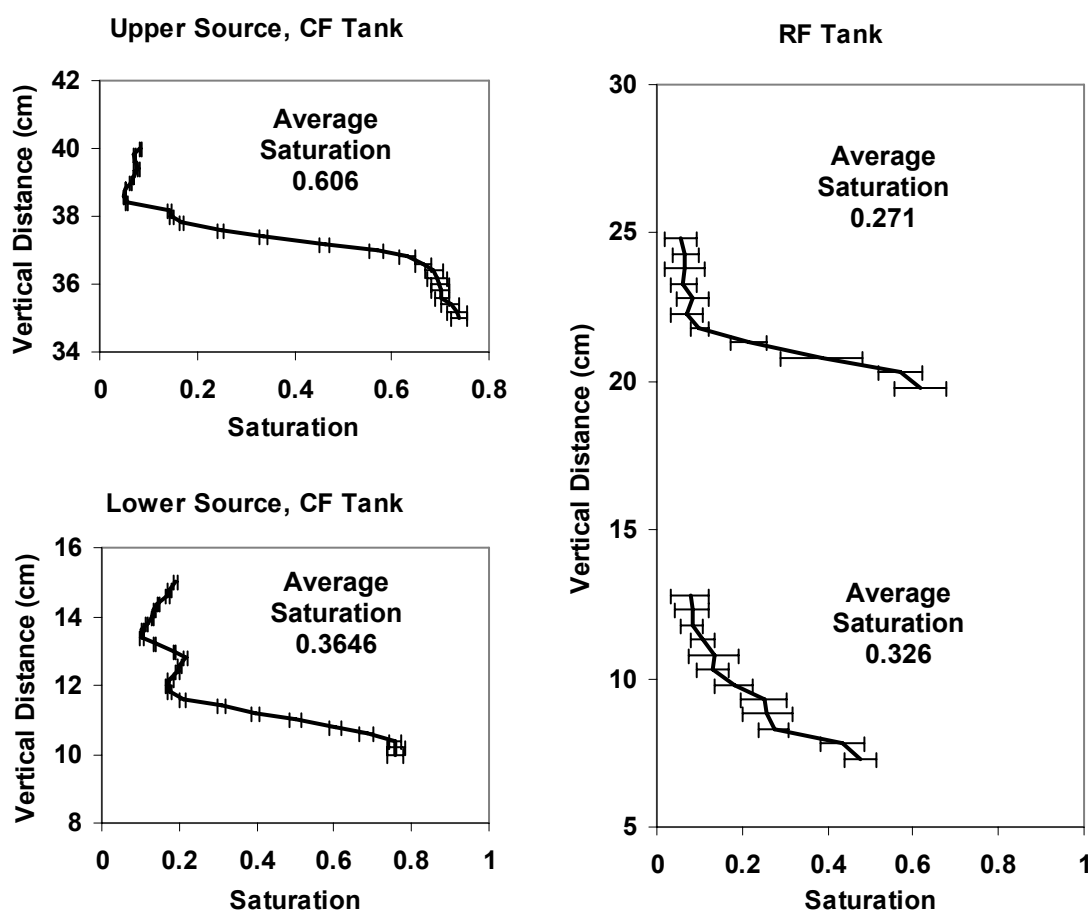 Upper Source, CF Tank
42
40
38
36
34
Vertical Distance (cm)
Average
Saturation
0.606
0
0.2
0.4
0.6
0.8
Saturation
Lower Source, CF Tank
16
14
12
10
8
Vertical Distance (cm)
Average
Saturation
0.3646
0
0.2
0.4
0.6
0.8
1
Saturation
RF Tank
30
25
20
15
10
5
Vertical Distance (cm)
Average
Saturation
0.271
Average
Saturation
0.326
0
0.2
0.4
0.6
0.8
1
Saturation